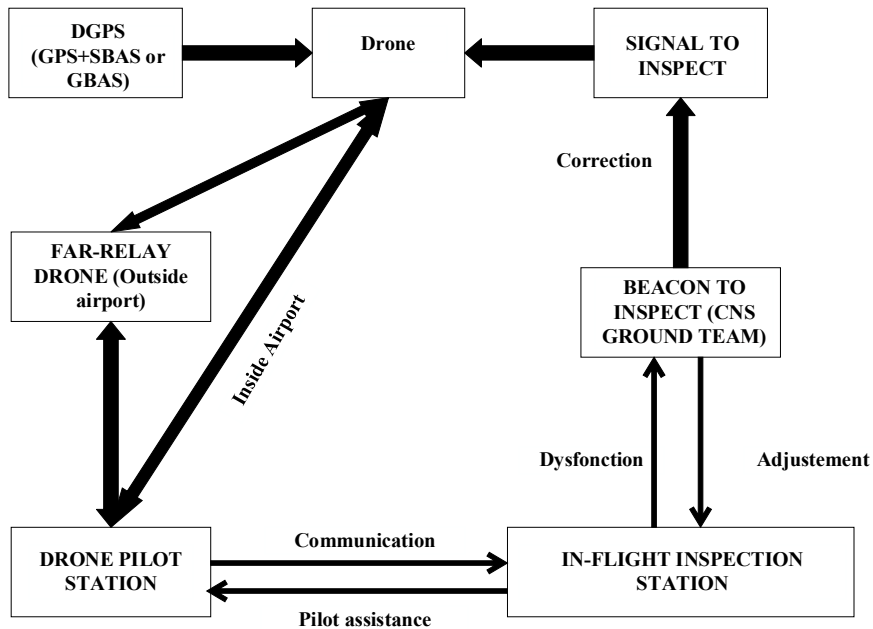 DGPS
(GPS+SBAS or
GBAS)
Drone
SIGNAL TO
INSPECT
Correction
FAR-RELAY
DRONE (Outside
airport)
BEACON TO
INSPECT (CNS
GROUND TEAM)
Inside Airport
Dysfonction
Adjustement
DRONE PILOT
STATION
Communication
Pilot assistance
IN-FLIGHT INSPECTION
STATION